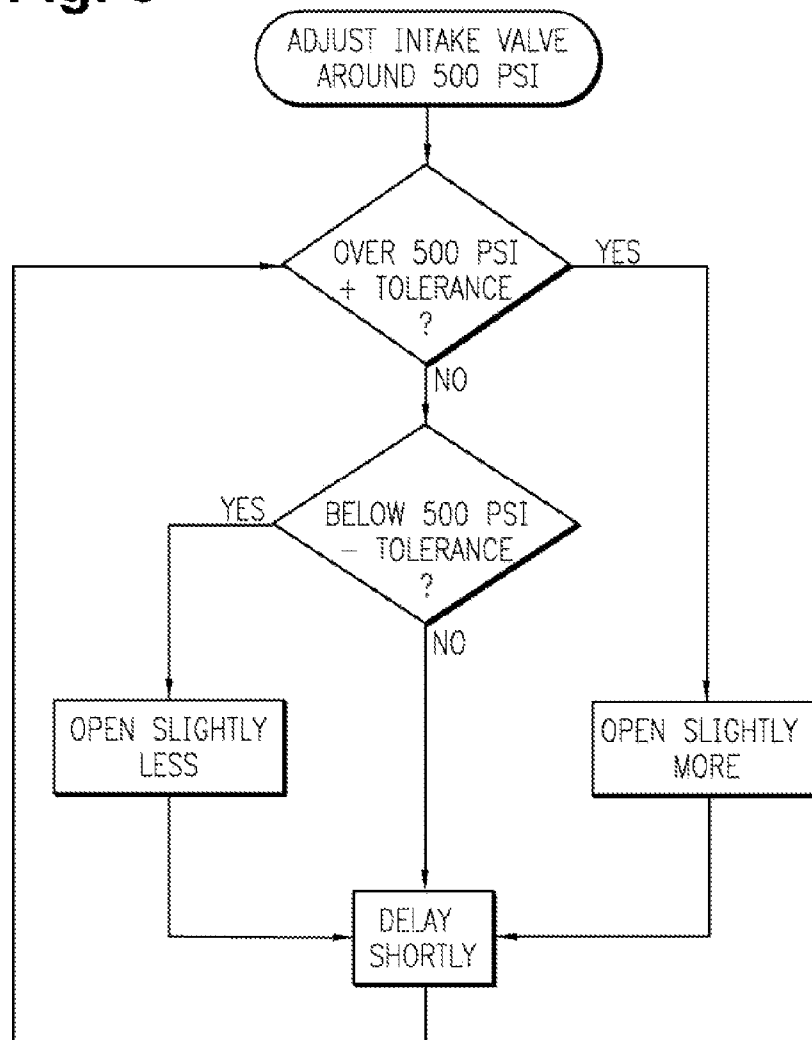 ADJUST INTAKE VALVE
AROUND 500 PSI
OVER 500 PSI
+ TOLERANCE
?
YES
NO
BELOW 500 PSI
- TOLERANCE
?
YES
NO
OPEN SLIGHTLY
LESS
OPEN SLIGHTLY
MORE
DELAY
SHORTLY